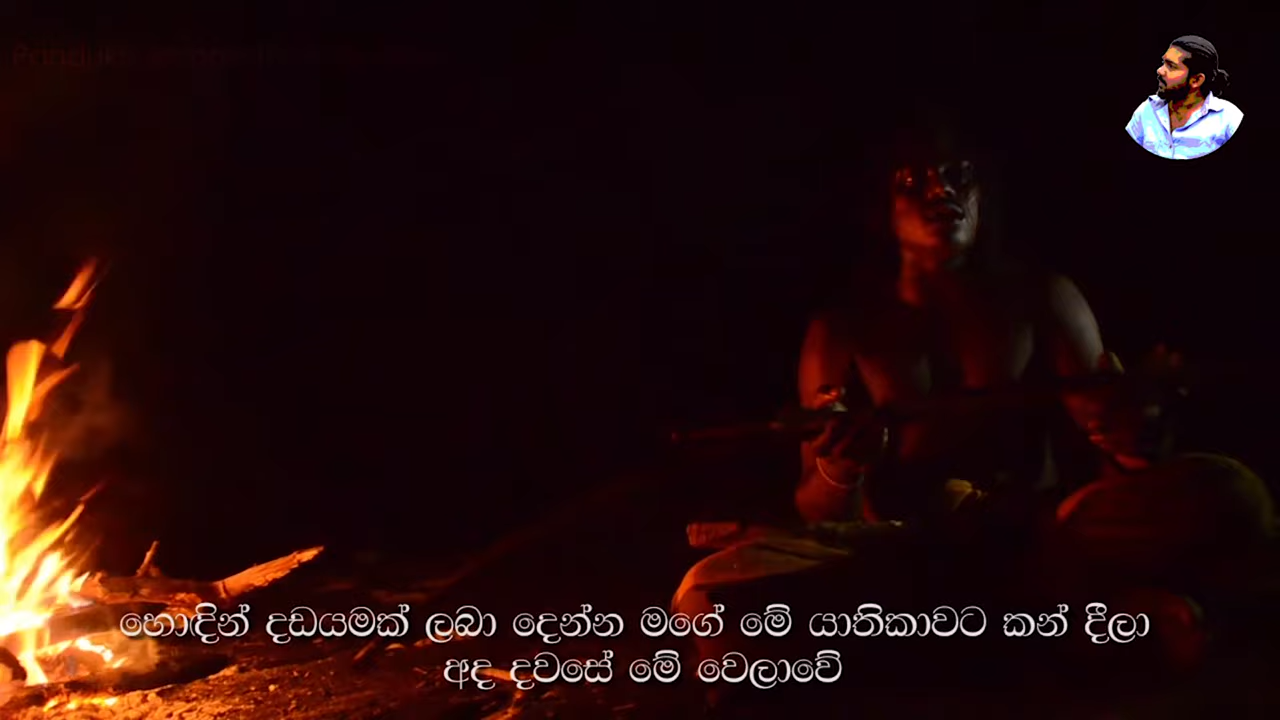 හොඳින් දඩයමක් ලබා දෙන්න මගේ මේ යාතිකාවට කන් දීලා
අද දවසේ මේ වෙලාවේ